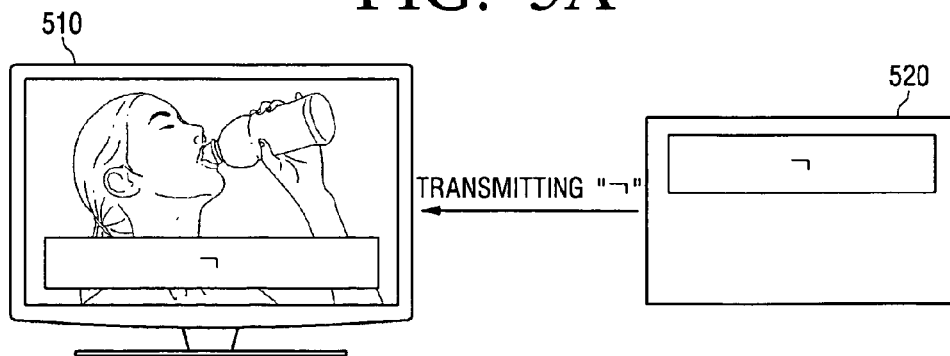 FIG. 5A
510
520
ㄱ
TRANSMITTING "ㄱ"
ㄱ